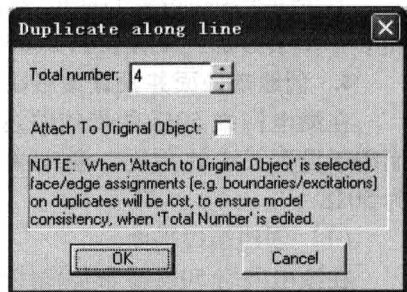 Duplicate along line
Total number: 4
Attach To Original Object:
NOTE: When 'Attach to Original Object' is selected,
face/edge assignments (e.g. boundaries/excitations)
on duplicates will be lost, to ensure model
consistency, when 'Total Number' is edited.
OK Cancel